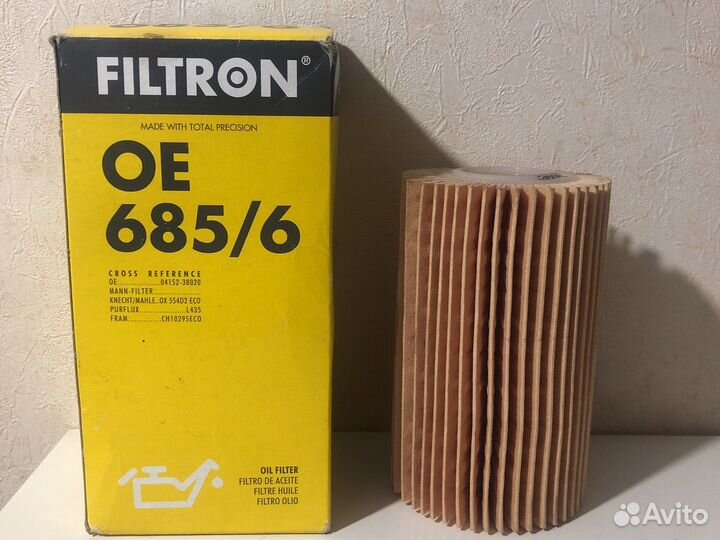 FILTRON®
MADE WITH TOTAL PRECISION
OE
685/6
CROSS REFERENCE
OE....................04152-38020
MANN-FILTER......................
KNECHT/MAHLE..OX 554D2 ECO
PURFLUX......................L435
FRAM...............CH10295ECO
OIL FILTER
FILTRO DE ACEITE
FILTRE HUILE
FILTRO OLIO
Avito